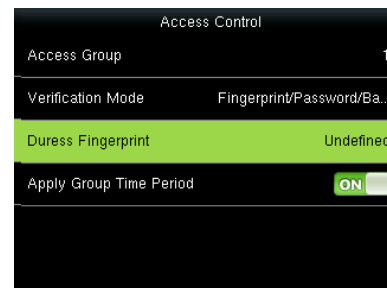 Access Control
Access Group 1
Verification Mode Fingerprint/Password/Ba...
Duress Fingerprint Undefined
Apply Group Time Period ON